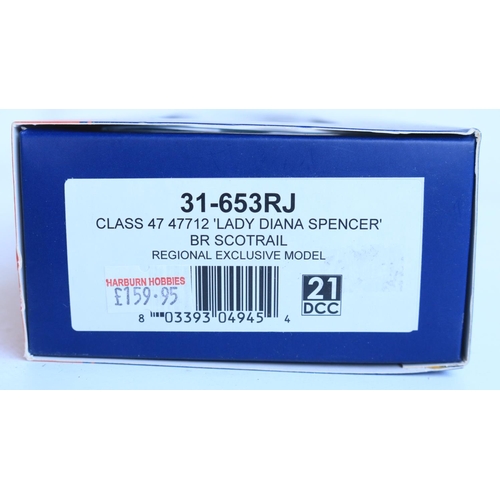 31-653RJ
CLASS 47 47712 'LADY DIANA SPENCER'
BR SCOTRAIL
REGIONAL EXCLUSIVE MODEL
HARBURN HOBBIES
£159.95
21
DCC
8 03393 04945 4